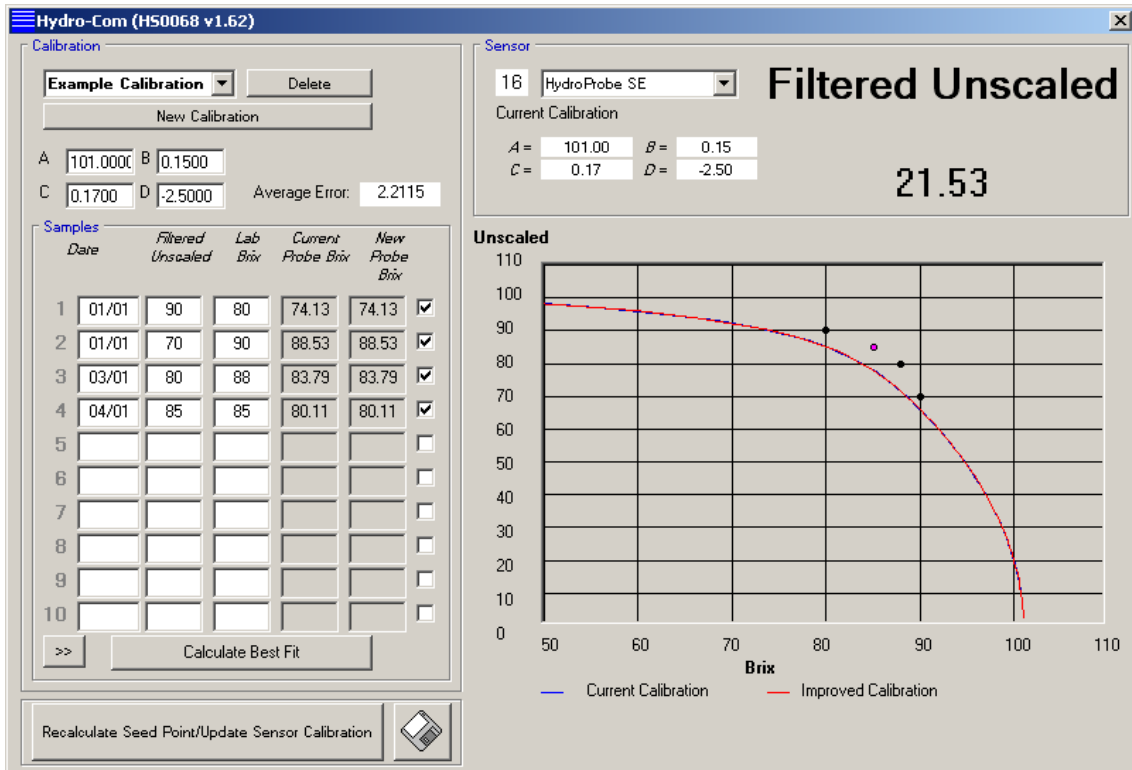 Hydro-Com (HS0068 v1.62)
Calibration
Example Calibration
Delete
New Calibration
A 101.000( B 0.1500
C 0.1700 D -2.5000 Average Error: 2.2115
Samples
Date Filtered Unscaled Lab Brix Current Probe Brix New Probe Brix
1 01/01 90 80 74.13 74.13
2 01/01 70 90 88.53 88.53
3 03/01 80 88 83.79 83.79
4 04/01 85 85 80.11 80.11
5
6
7
8
9
10
>> Calculate Best Fit
Recalculate Seed Point/Update Sensor Calibration
Sensor
16 HydroProbe SE
Filtered Unscaled
Current Calibration
A = 101.00 B = 0.15
C = 0.17 D = -2.50
21.53
Unscaled
110
100
90
80
70
60
50
40
30
20
10
0
50 60 70 80 90 100 110
Brix
Current Calibration Improved Calibration